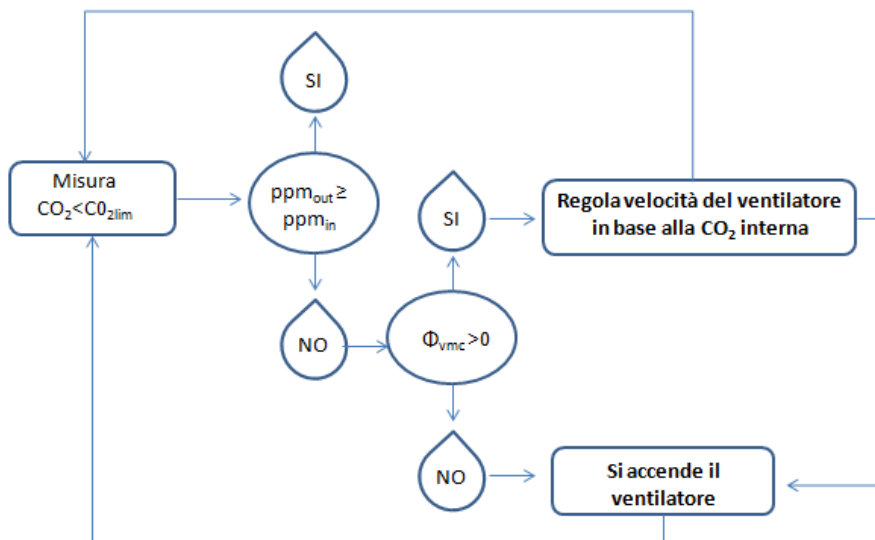 SI
Misura
CO₂<C0₂lim
ppmout ≥
ppmin
SI
Regola velocità del ventilatore
in base alla CO₂ interna
NO
Φvmc >0
NO
Si accende il
ventilatore